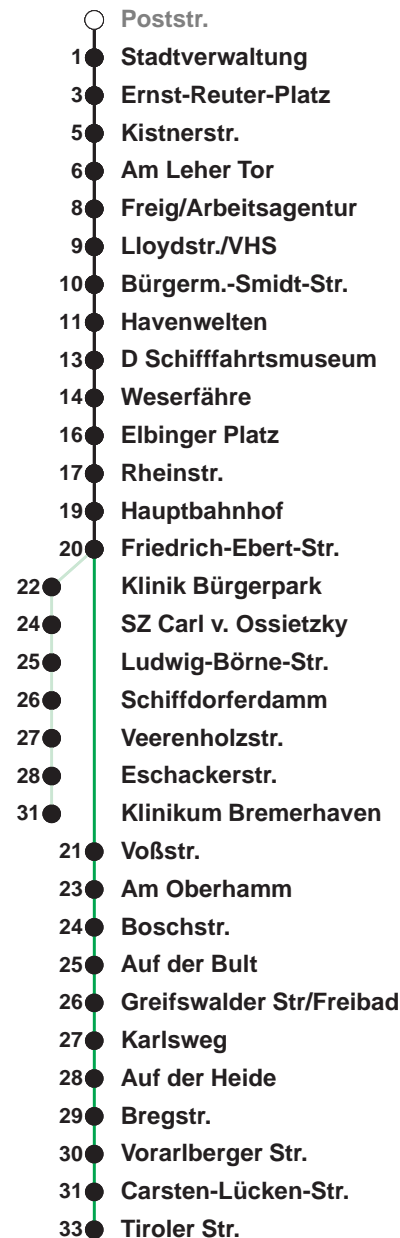 Poststr.
1 Stadtverwaltung
3 Ernst-Reuter-Platz
5 Kistnerstr.
6 Am Leher Tor
8 Freig/Arbeitsagentur
9 Lloydstr./VHS
10 Bürgerm.-Smidt-Str.
11 Havenwelten
13 D Schifffahrtsmuseum
14 Weserfähre
16 Elbinger Platz
17 Rheinstr.
19 Hauptbahnhof
20 Friedrich-Ebert-Str.
22 Klinik Bürgerpark
24 SZ Carl v. Ossietzky
25 Ludwig-Börne-Str.
26 Schiffdorferdamm
27 Veerenholzstr.
28 Eschackerstr.
31 Klinikum Bremerhaven
21 Voßstr.
23 Am Oberhamm
24 Boschstr.
25 Auf der Bult
26 Greifswalder Str/Freibad
27 Karlsweg
28 Auf der Heide
29 Bregstr.
30 Vorarlberger Str.
31 Carsten-Lücken-Str.
33 Tiroler Str.